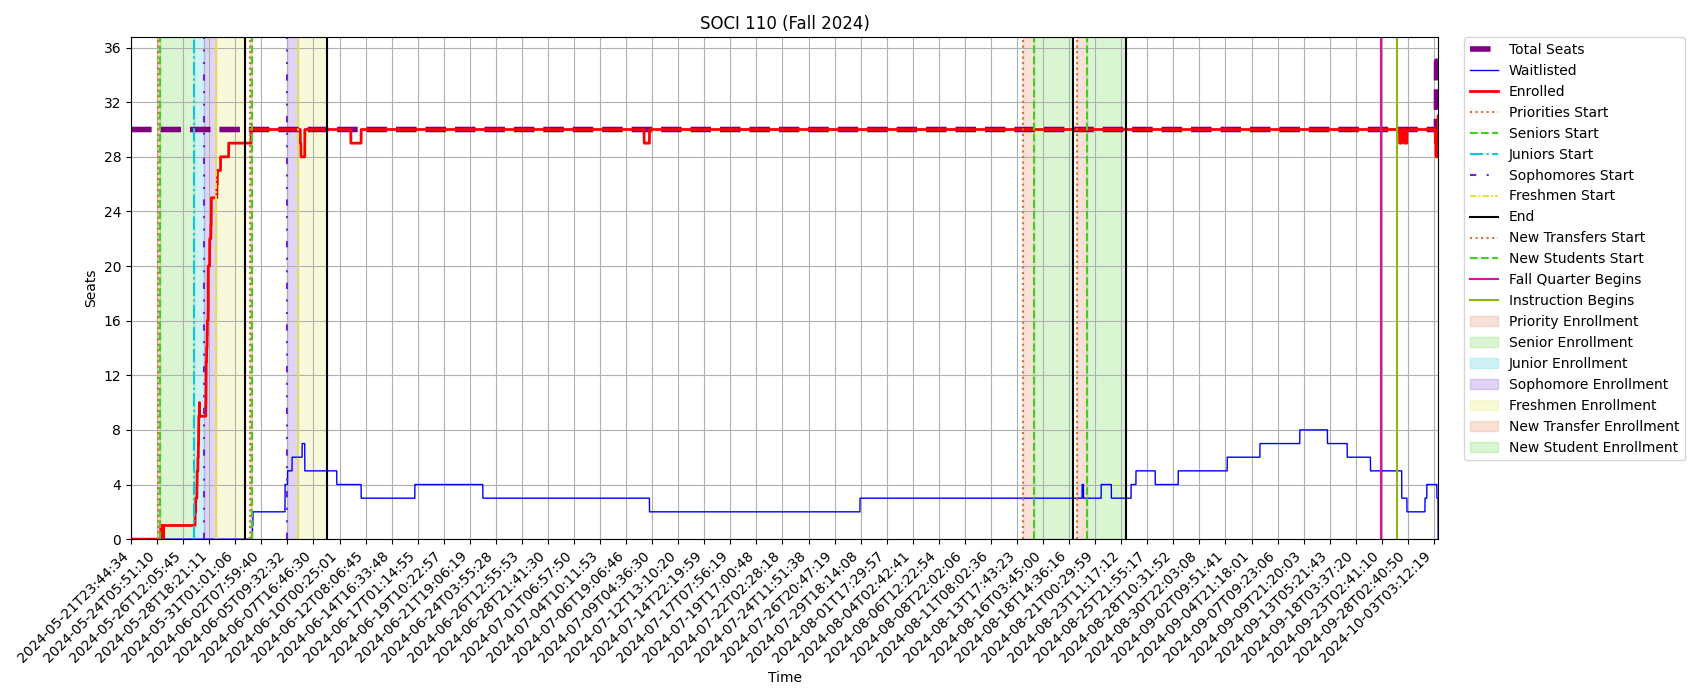 SOCI 110 (Fall 2024)
Seats
36
32
28
24
20
16
12
8
4
0
2024-05-21T23:44:34
2024-05-24T05:51:10
2024-05-26T12:05:45
2024-05-28T18:21:11
2024-05-31T01:01:06
2024-06-02T07:59:40
2024-06-05T09:32:32
2024-06-07T16:46:30
2024-06-10T00:25:01
2024-06-12T08:06:45
2024-06-14T16:33:48
2024-06-17T01:14:55
2024-06-19T10:22:57
2024-06-21T19:06:19
2024-06-24T03:55:28
2024-06-26T12:55:53
2024-06-28T21:41:30
2024-07-01T06:57:50
2024-07-04T10:11:53
2024-07-06T19:06:46
2024-07-09T04:36:30
2024-07-12T13:10:20
2024-07-14T22:19:59
2024-07-17T07:56:19
2024-07-19T17:00:48
2024-07-22T02:28:18
2024-07-24T11:51:38
2024-07-26T20:47:19
2024-07-29T18:14:08
2024-08-01T17:29:57
2024-08-04T02:42:41
2024-08-06T12:22:54
2024-08-08T22:02:06
2024-08-11T08:02:36
2024-08-13T17:43:23
2024-08-16T03:45:00
2024-08-18T14:36:16
2024-08-21T00:29:59
2024-08-23T11:17:12
2024-08-25T21:55:17
2024-08-28T10:31:52
2024-08-30T22:03:08
2024-09-02T09:51:41
2024-09-04T21:18:01
2024-09-07T09:23:06
2024-09-09T21:20:03
2024-09-13T05:21:43
2024-09-18T03:37:20
2024-09-23T02:41:10
2024-09-28T02:40:50
2024-10-03T03:12:19
Time
Total Seats
Waitlisted
Enrolled
Priorities Start
Seniors Start
Juniors Start
Sophomores Start
Freshmen Start
End
New Transfers Start
New Students Start
Fall Quarter Begins
Instruction Begins
Priority Enrollment
Senior Enrollment
Junior Enrollment
Sophomore Enrollment
Freshmen Enrollment
New Transfer Enrollment
New Student Enrollment